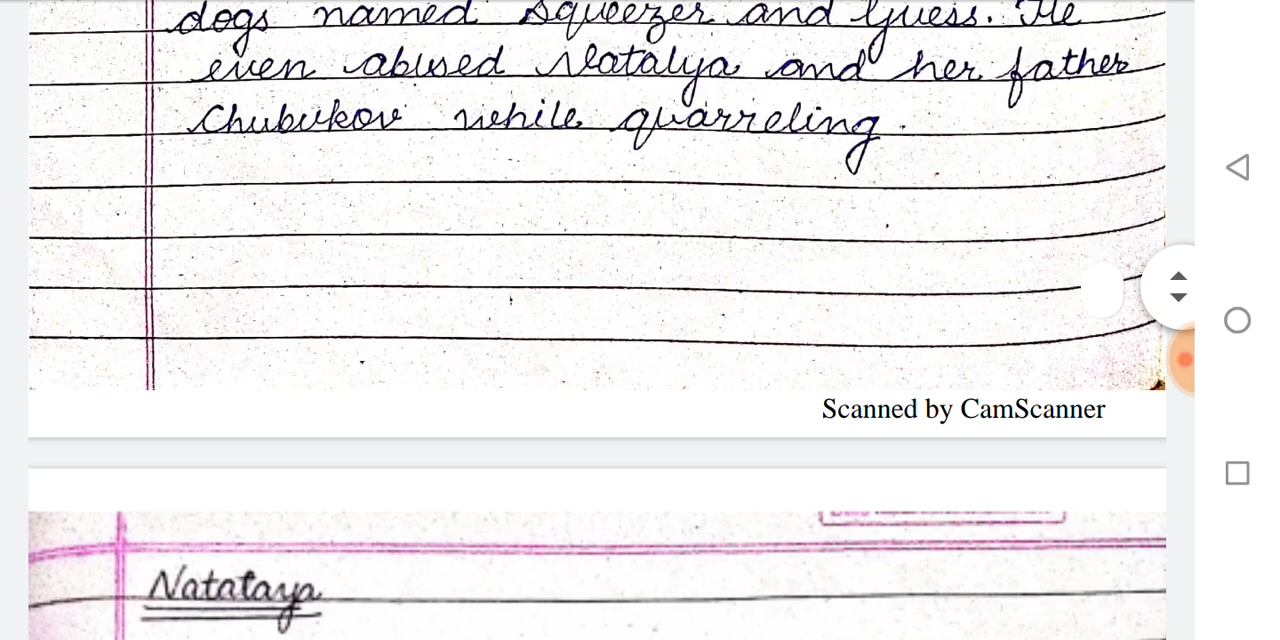 dogs named Squeezer and Guess. He
even abused Natalya and her father
Chubukov while quarreling.
Scanned by CamScanner
Natataya